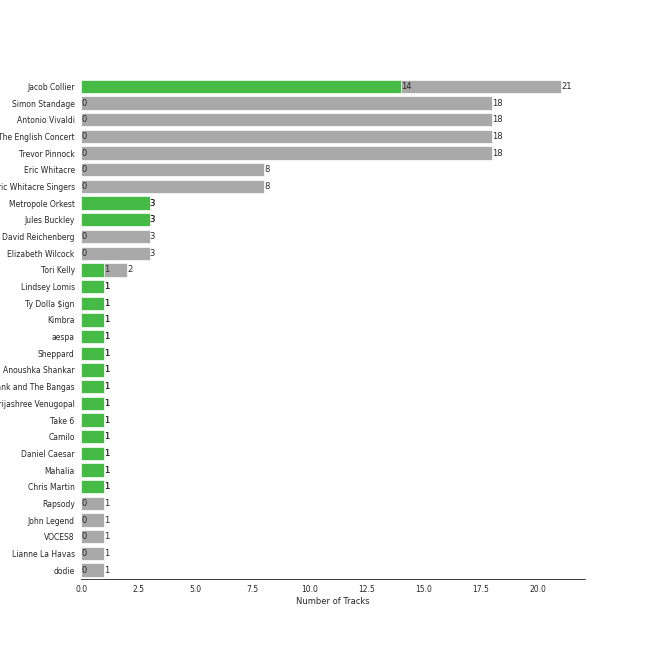 Jacob Collier 14 21
Simon Standage 0 18
Antonio Vivaldi 0 18
The English Concert 0 18
Trevor Pinnock 0 18
Eric Whitacre 0 8
ric Whitacre Singers 0 8
Metropole Orkest 3
Jules Buckley 3
David Reichenberg 0 3
Elizabeth Wilcock 0 3
Tori Kelly 1 2
Lindsey Lomis 1
Ty Dolla $ign 1
Kimbra 1
aespa 1
Sheppard 1
Anoushka Shankar 1
ank and The Bangas 1
rijashree Venugopal 1
Take 6 1
Camilo 1
Daniel Caesar 1
Mahalia 1
Chris Martin 1
Rapsody 0 1
John Legend 0 1
VOCES8 0 1
Lianne La Havas 0 1
dodie 0 1
0.0 2.5 5.0 7.5 10.0 12.5 15.0 17.5 20.0
Number of Tracks